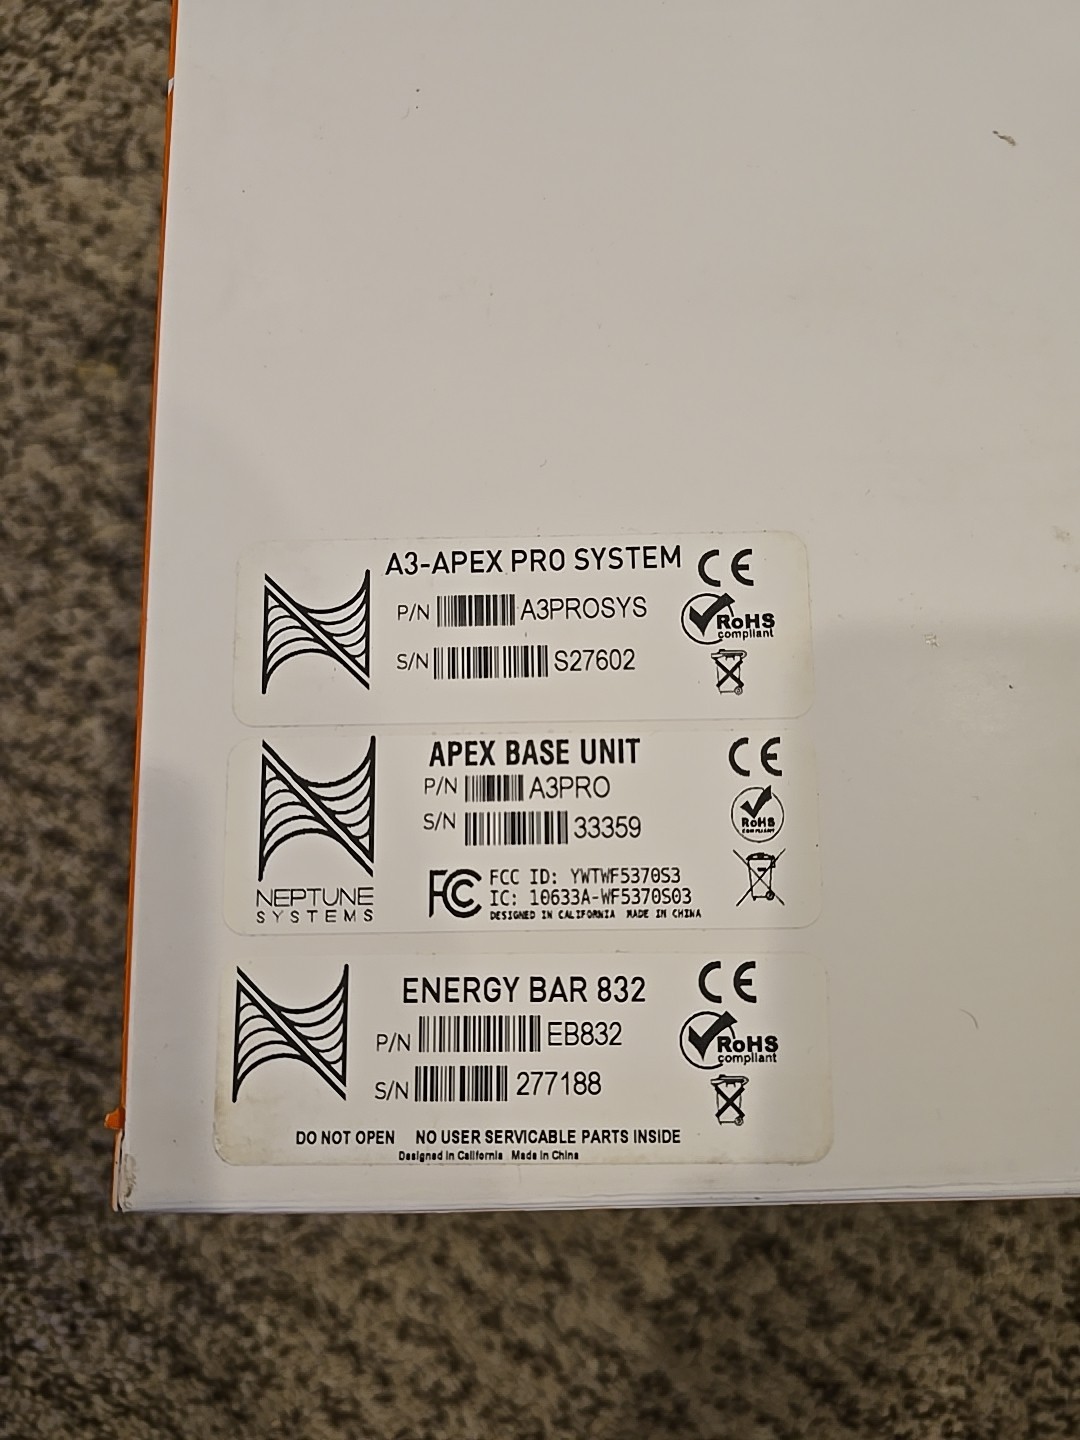 A3-APEX PRO SYSTEM
CE
P/N A3PROSYS
RoHS
compliant
S/N S27602
APEX BASE UNIT
CE
P/N A3PRO
S/N 33359
RoHS
COMPLIANT
NEPTUNE
SYSTEMS
FC
FCC ID: YWTWF5370S3
IC: 10633A-WF5370S03
DESIGNED IN CALIFORNIA MADE IN CHINA
ENERGY BAR 832
CE
P/N EB832
RoHS
compliant
S/N 277188
DO NOT OPEN NO USER SERVICABLE PARTS INSIDE
Designed in California Made in China